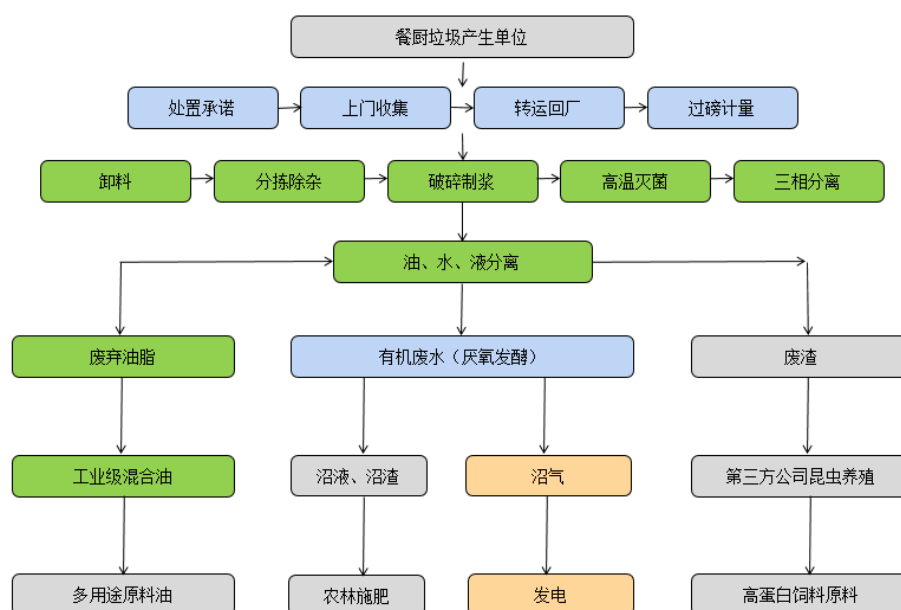 餐厨垃圾产生单位
处置承诺
上门收集
转运回厂
过磅计量
卸料
分拣除杂
破碎制浆
高温灭菌
三相分离
油、水、液分离
废弃油脂
有机废水（厌氧发酵）
废渣
工业级混合油
沼液、沼渣
沼气
第三方公司昆虫养殖
多用途原料油
农林施肥
发电
高蛋白饲料原料